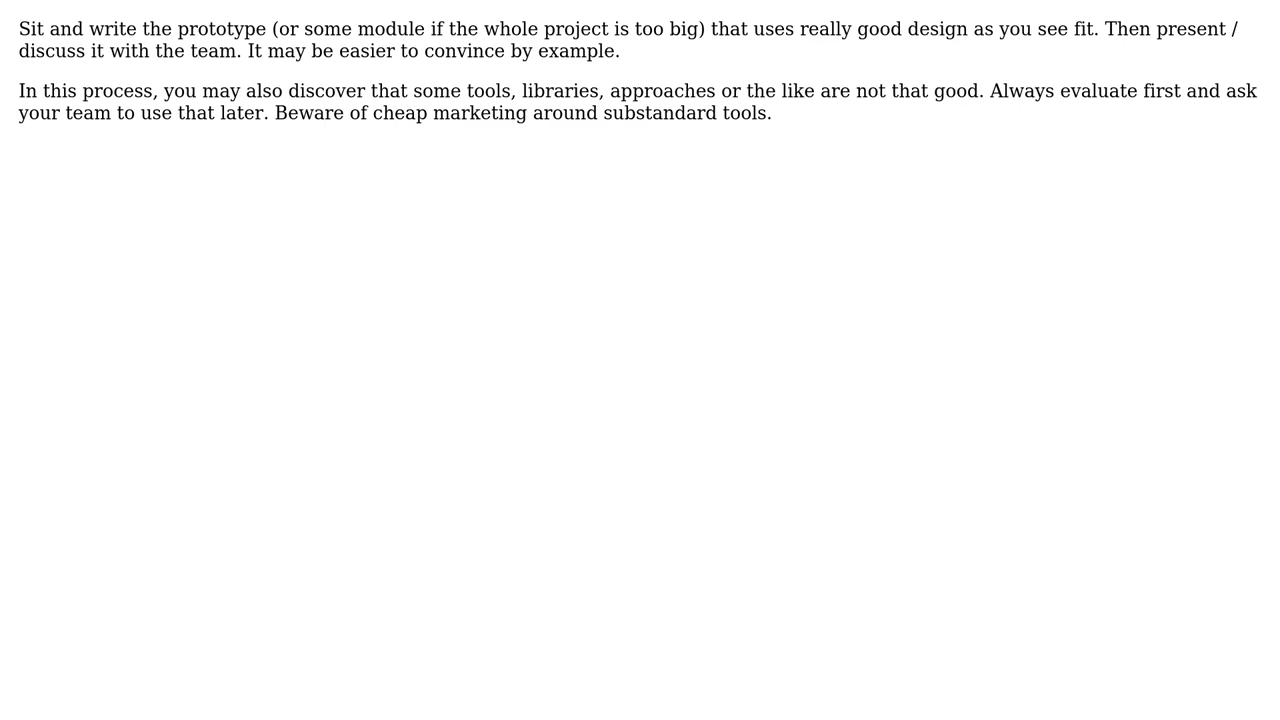 Sit and write the prototype (or some module if the whole project is too big) that uses really good design as you see fit. Then present /
discuss it with the team. It may be easier to convince by example.
In this process, you may also discover that some tools, libraries, approaches or the like are not that good. Always evaluate first and ask
your team to use that later. Beware of cheap marketing around substandard tools.